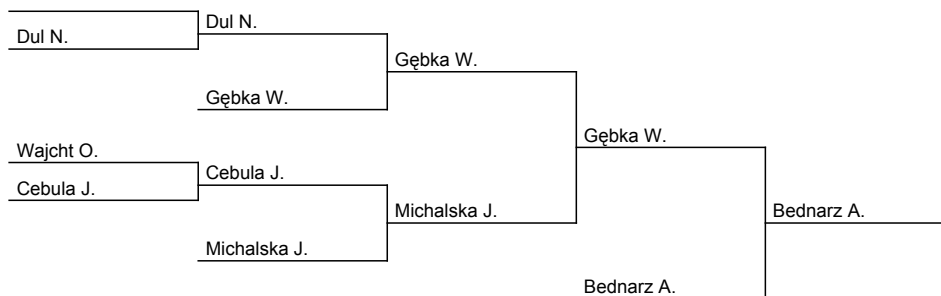 Dul N.
Dul N.
Gębka W.
Gębka W.
Gębka W.
Wajcht O.
Cebula J.
Cebula J.
Michalska J.
Michalska J.
Bednarz A.
Bednarz A.